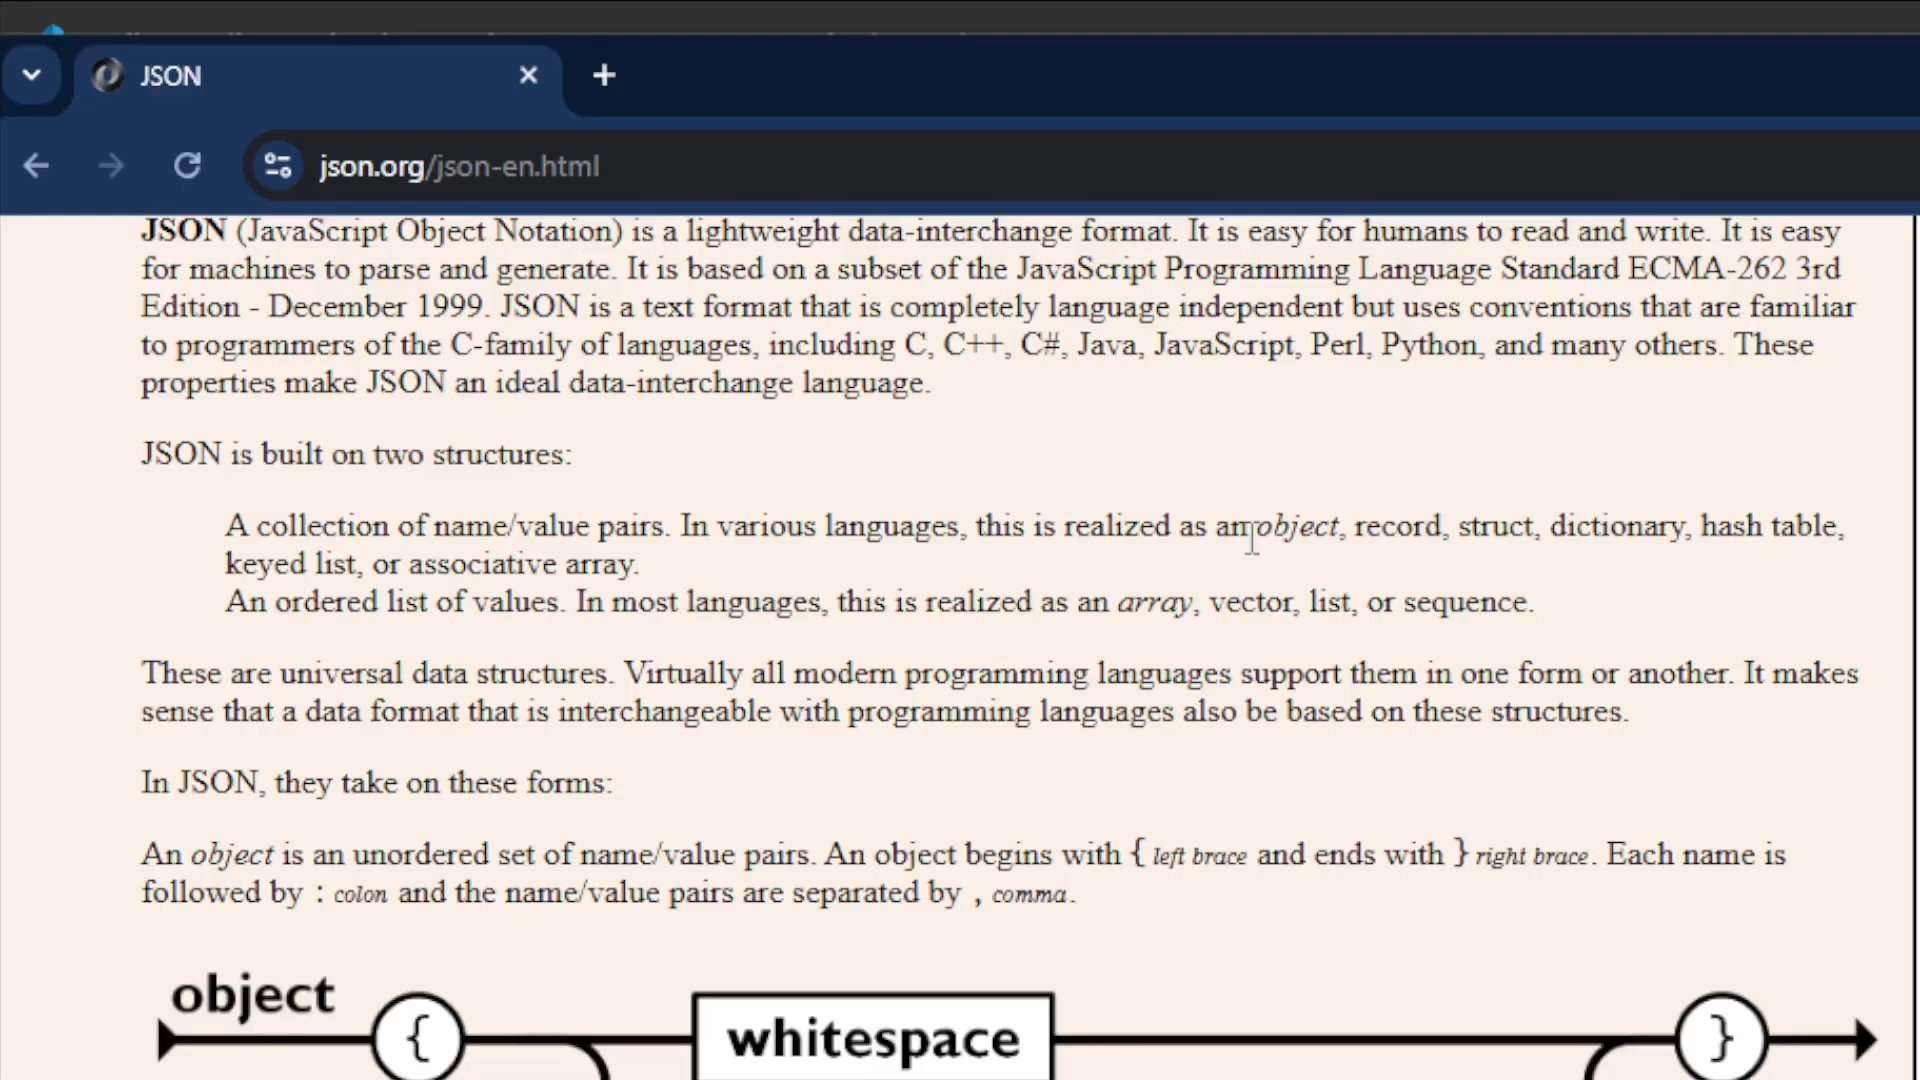 JSON
json.org/json-en.html
JSON (JavaScript Object Notation) is a lightweight data-interchange format. It is easy for humans to read and write. It is easy
for machines to parse and generate. It is based on a subset of the JavaScript Programming Language Standard ECMA-262 3rd
Edition - December 1999. JSON is a text format that is completely language independent but uses conventions that are familiar
to programmers of the C-family of languages, including C, C++, C#, Java, JavaScript, Perl, Python, and many others. These
properties make JSON an ideal data-interchange language.
JSON is built on two structures:
A collection of name/value pairs. In various languages, this is realized as an object, record, struct, dictionary, hash table,
keyed list, or associative array.
An ordered list of values. In most languages, this is realized as an array, vector, list, or sequence.
These are universal data structures. Virtually all modern programming languages support them in one form or another. It makes
sense that a data format that is interchangeable with programming languages also be based on these structures.
In JSON, they take on these forms:
An object is an unordered set of name/value pairs. An object begins with { left brace and ends with } right brace. Each name is
followed by : colon and the name/value pairs are separated by , comma.
object
{ whitespace }